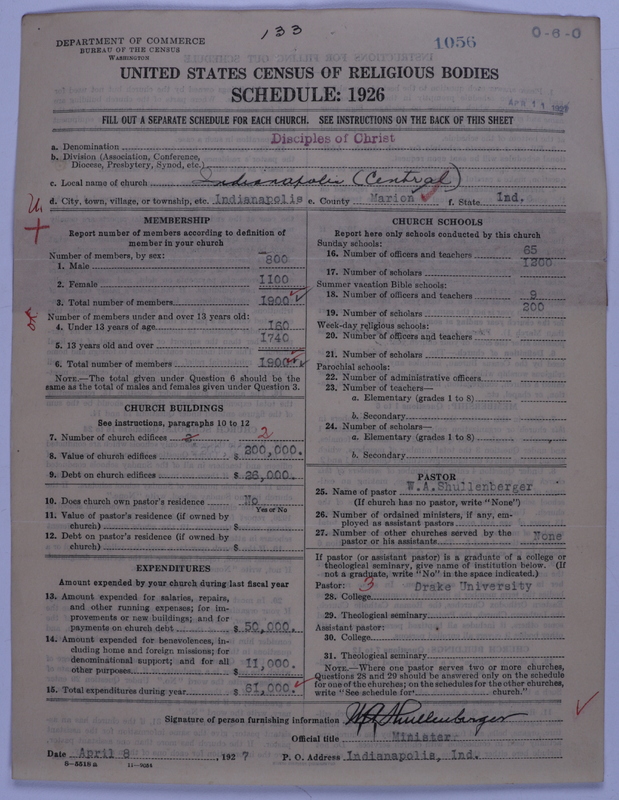 133
1056
0-6-0
DEPARTMENT OF COMMERCE
BUREAU OF THE CENSUS
WASHINGTON
UNITED STATES CENSUS OF RELIGIOUS BODIES
SCHEDULE: 1926
APR 11 1927
FILL OUT A SEPARATE SCHEDULE FOR EACH CHURCH. SEE INSTRUCTIONS ON THE BACK OF THIS SHEET
a. Denomination Disciples of Christ
b. Division (Association, Conference,
Diocese, Presbytery, Synod, etc.)
c. Local name of church Indianapolis (Central)
d. City, town, village, or township, etc. Indianapolis e. County Marion f. State Ind.
MEMBERSHIP
Report number of members according to definition of
member in your church
Number of members, by sex:
1. Male 800
2. Female 1100
3. Total number of members 1900
Number of members under and over 13 years old:
4. Under 13 years of age 160
5. 13 years old and over 1740
6. Total number of members 1900
NOTE.—The total given under Question 6 should be the
same as the total of males and females given under Question 3.
CHURCH BUILDINGS
See instructions, paragraphs 10 to 12
7. Number of church edifices 2 2
8. Value of church edifices $ 200,000.
9. Debt on church edifices $ 26,000.
10. Does church own pastor's residence No
Yes or No
11. Value of pastor's residence (if owned by
church) $
12. Debt on pastor's residence (if owned by
church) $
EXPENDITURES
Amount expended by your church during last fiscal year
13. Amount expended for salaries, repairs,
and other running expenses; for im-
provements or new buildings; and for
payments on church debt $ 50,000.
14. Amount expended for benevolences, in-
cluding home and foreign missions; for
denominational support; and for all
other purposes $ 11,000.
15. Total expenditures during year $ 61,000.
CHURCH SCHOOLS
Report here only schools conducted by this church
Sunday schools:
16. Number of officers and teachers 65
17. Number of scholars 1200
Summer vacation Bible schools:
18. Number of officers and teachers 9
19. Number of scholars 200
Week-day religious schools:
20. Number of officers and teachers
21. Number of scholars
Parochial schools:
22. Number of administrative officers
23. Number of teachers—
a. Elementary (grades 1 to 8)
b. Secondary
24. Number of scholars—
a. Elementary (grades 1 to 8)
b. Secondary
PASTOR
25. Name of pastor W.A.Shullenberger
(If church has no pastor, write "None")
26. Number of ordained ministers, if any, em-
ployed as assistant pastors
27. Number of other churches served by the
pastor or his assistants None
If pastor (or assistant pastor) is a graduate of a college or
theological seminary, give name of institution below. (If
not a graduate, write "No" in the space indicated.)
Pastor: 3 Drake University
28. College
29. Theological seminary
Assistant pastor:
30. College
31. Theological seminary
NOTE.—Where one pastor serves two or more churches,
Questions 28 and 29 should be answered only on the schedule
for one of the churches; on the schedules for the other churches,
write "See schedule for church."
Signature of person furnishing information WA Shullenberger
Official title Minister
Date April 8, 1927 P. O. Address Indianapolis, Ind.
8-5518 a 11-9034